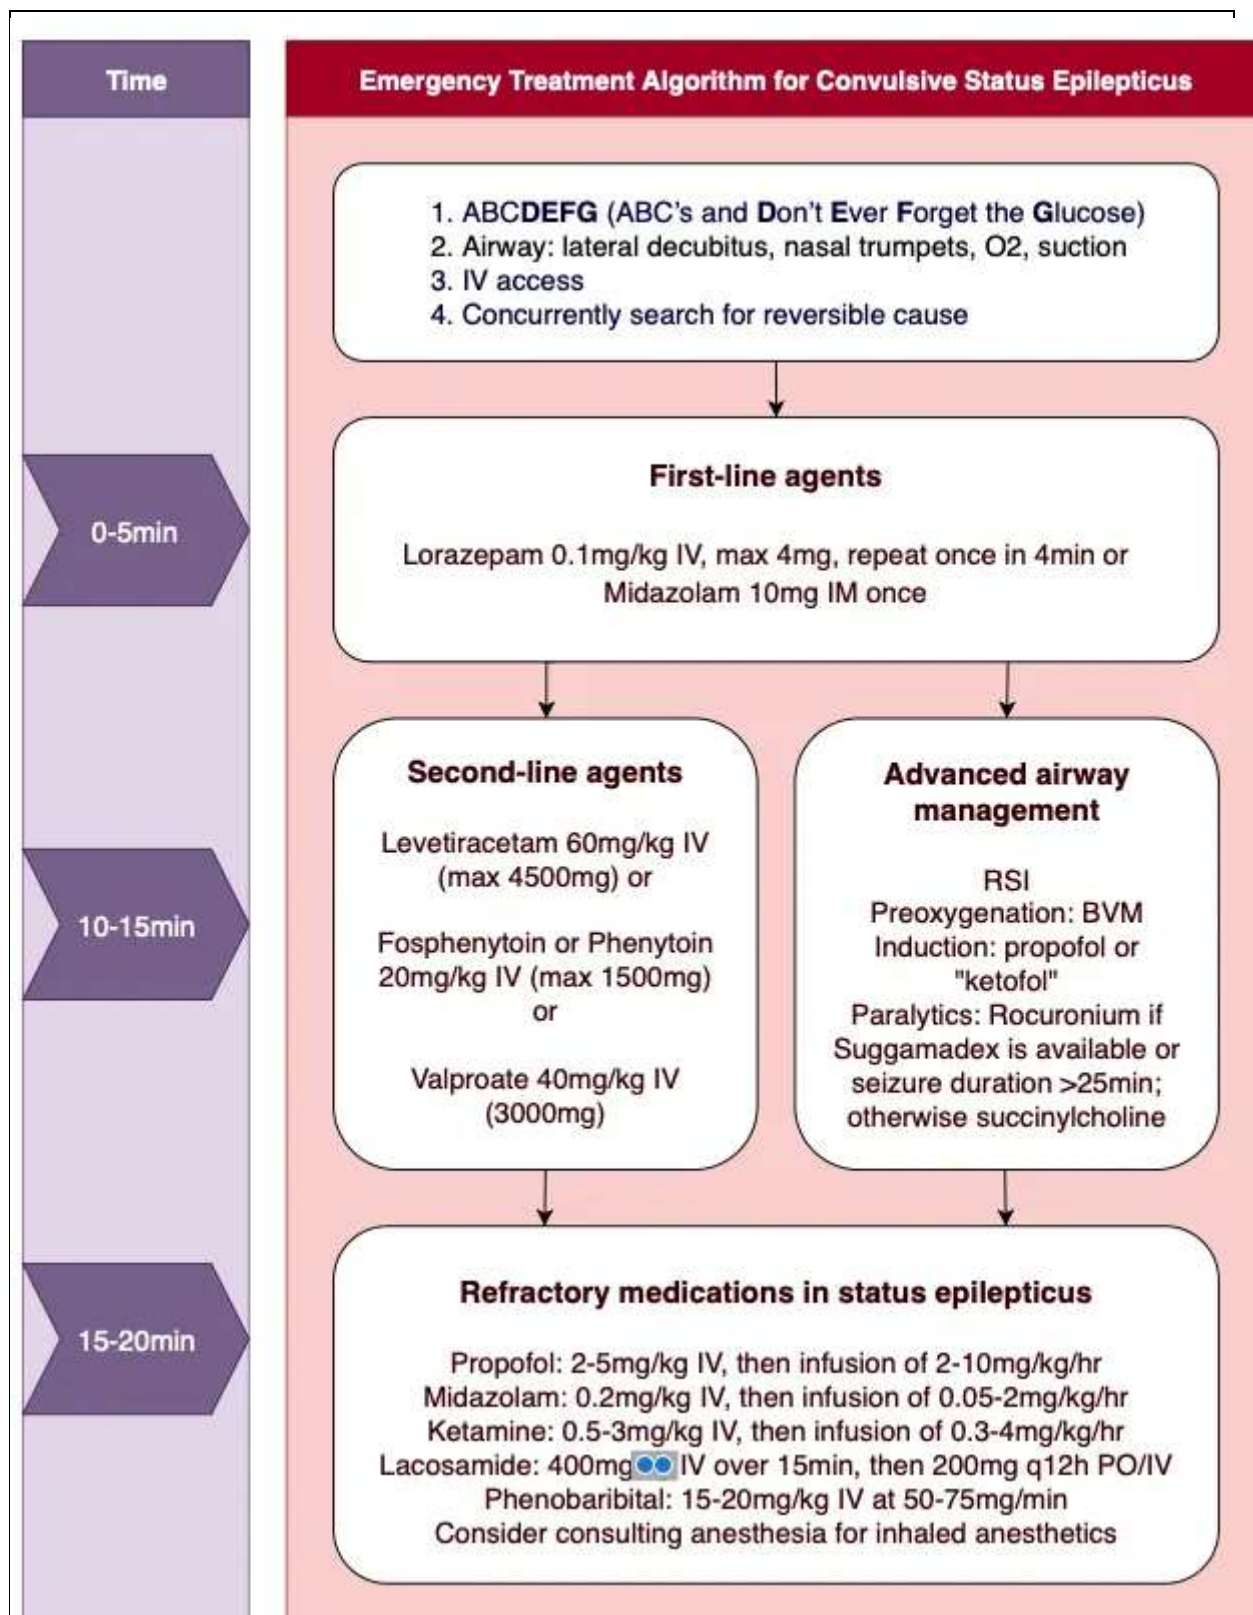 Time
Emergency Treatment Algorithm for Convulsive Status Epilepticus
1. ABCDEFG (ABC's and Don't Ever Forget the Glucose)
2. Airway: lateral decubitus, nasal trumpets, O2, suction
3. IV access
4. Concurrently search for reversible cause
0-5min
First-line agents
Lorazepam 0.1mg/kg IV, max 4mg, repeat once in 4min or
Midazolam 10mg IM once
10-15min
Second-line agents
Levetiracetam 60mg/kg IV
(max 4500mg) or
Fosphenytoin or Phenytoin
20mg/kg IV (max 1500mg)
or
Valproate 40mg/kg IV
(3000mg)
Advanced airway
management
RSI
Preoxygenation: BVM
Induction: propofol or
"ketofol"
Paralytics: Rocuronium if
Suggamadex is available or
seizure duration >25min;
otherwise succinylcholine
15-20min
Refractory medications in status epilepticus
Propofol: 2-5mg/kg IV, then infusion of 2-10mg/kg/hr
Midazolam: 0.2mg/kg IV, then infusion of 0.05-2mg/kg/hr
Ketamine: 0.5-3mg/kg IV, then infusion of 0.3-4mg/kg/hr
Lacosamide: 400mg IV over 15min, then 200mg q12h PO/IV
Phenobaribital: 15-20mg/kg IV at 50-75mg/min
Consider consulting anesthesia for inhaled anesthetics